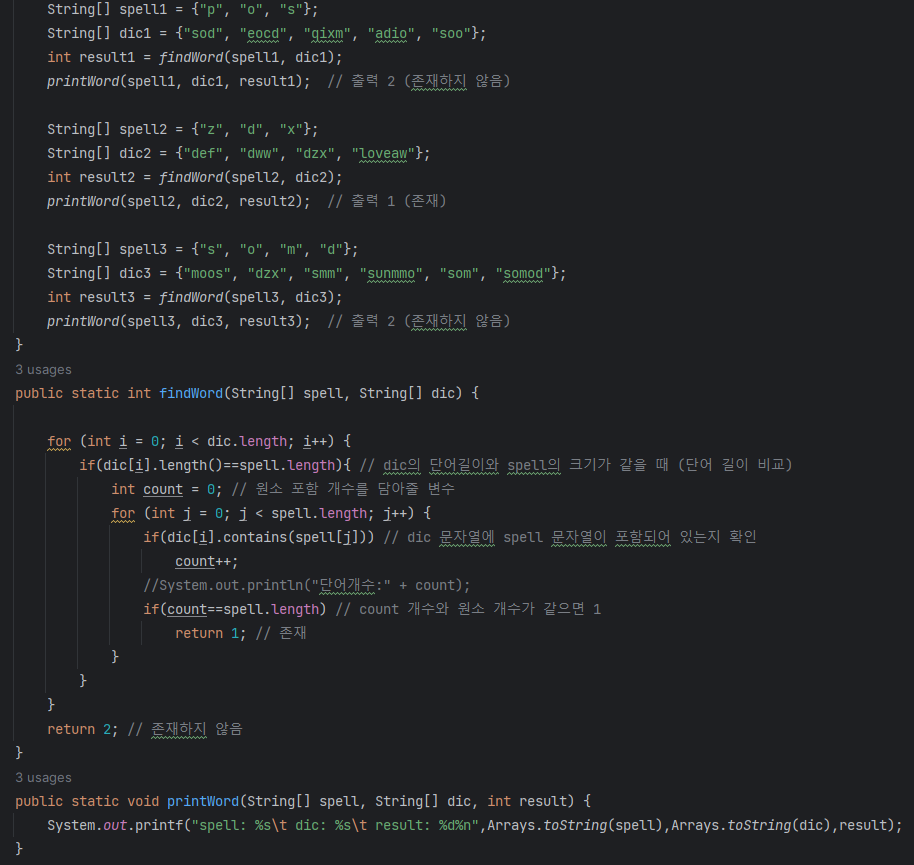 String[] spell1 = {"p", "o", "s"};
String[] dic1 = {"sod", "eocd", "qixm", "adio", "soo"};
int result1 = findWord(spell1, dic1);
printWord(spell1, dic1, result1);  // 출력 2 (존재하지 않음)
String[] spell2 = {"z", "d", "x"};
String[] dic2 = {"def", "dww", "dzx", "loveaw"};
int result2 = findWord(spell2, dic2);
printWord(spell2, dic2, result2);  // 출력 1 (존재)
String[] spell3 = {"s", "o", "m", "d"};
String[] dic3 = {"moos", "dzx", "smm", "sunmmo", "som", "somod"};
int result3 = findWord(spell3, dic3);
printWord(spell3, dic3, result3);  // 출력 2 (존재하지 않음)
}
3 usages
public static int findWord(String[] spell, String[] dic) {
for (int i = 0; i < dic.length; i++) {
if(dic[i].length()==spell.length){ // dic의 단어길이와 spell의 크기가 같을 때 (단어 길이 비교)
int count = 0; // 원소 포함 개수를 담아줄 변수
for (int j = 0; j < spell.length; j++) {
if(dic[i].contains(spell[j])) // dic 문자열에 spell 문자열이 포함되어 있는지 확인
count++;
//System.out.println("단어개수:" + count);
if(count==spell.length) // count 개수와 원소 개수가 같으면 1
return 1; // 존재
}
}
}
return 2; // 존재하지 않음
}
3 usages
public static void printWord(String[] spell, String[] dic, int result) {
System.out.printf("spell: %s\t dic: %s\t result: %d%n",Arrays.toString(spell),Arrays.toString(dic),result);
}